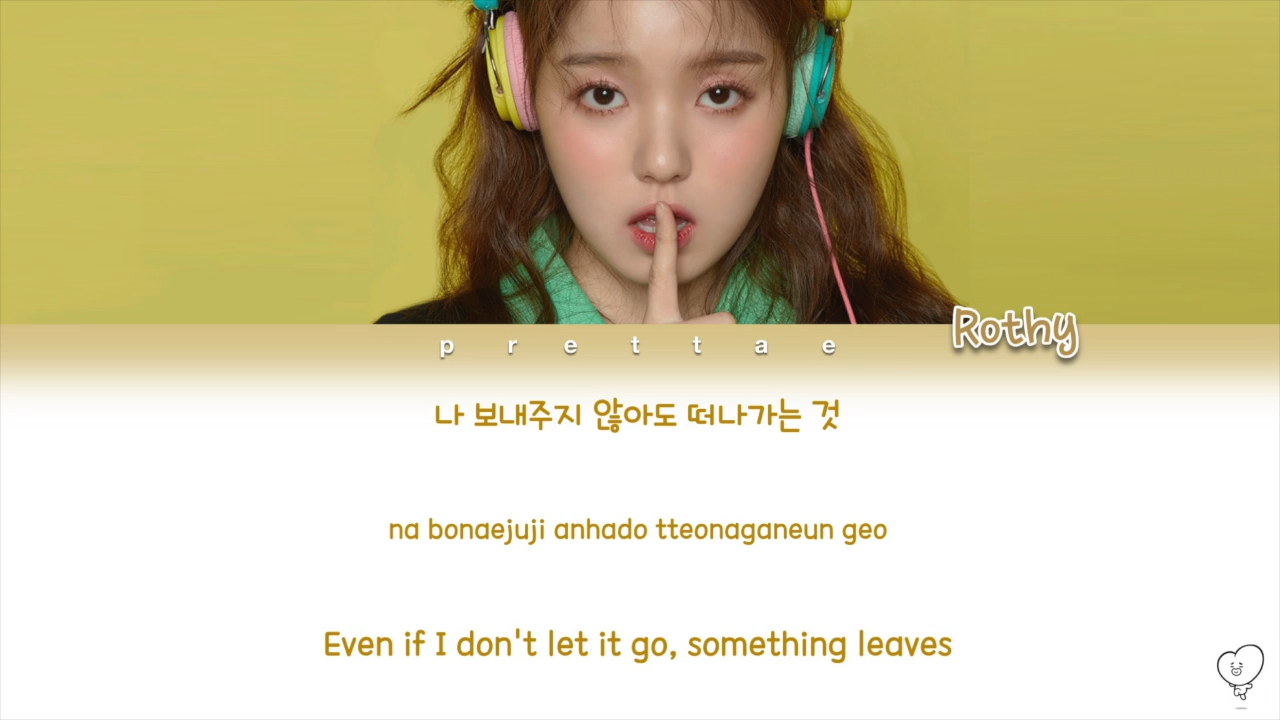 Rothy
prettae
나 보내주지 않아도 떠나가는 것
na bonaejuji anhado tteonaganeun geo
Even if I don't let it go, something leaves